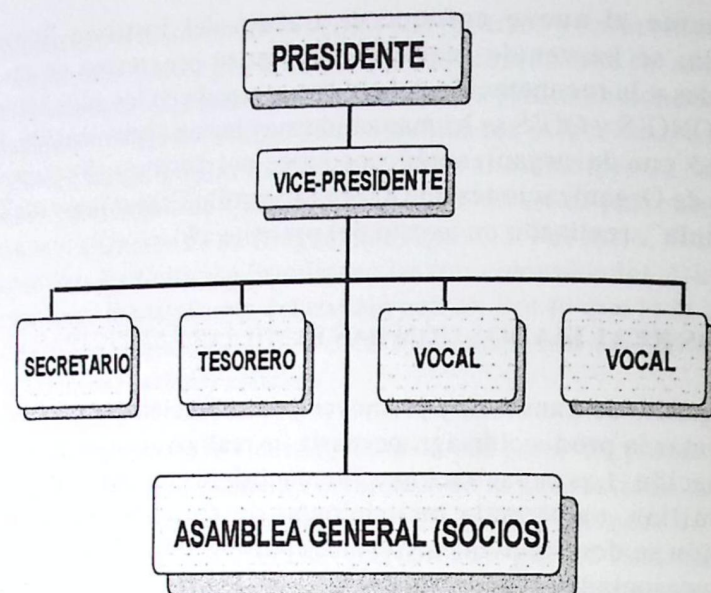 PRESIDENTE
VICE-PRESIDENTE
SECRETARIO
TESORERO
VOCAL
VOCAL
ASAMBLEA GENERAL (SOCIOS)